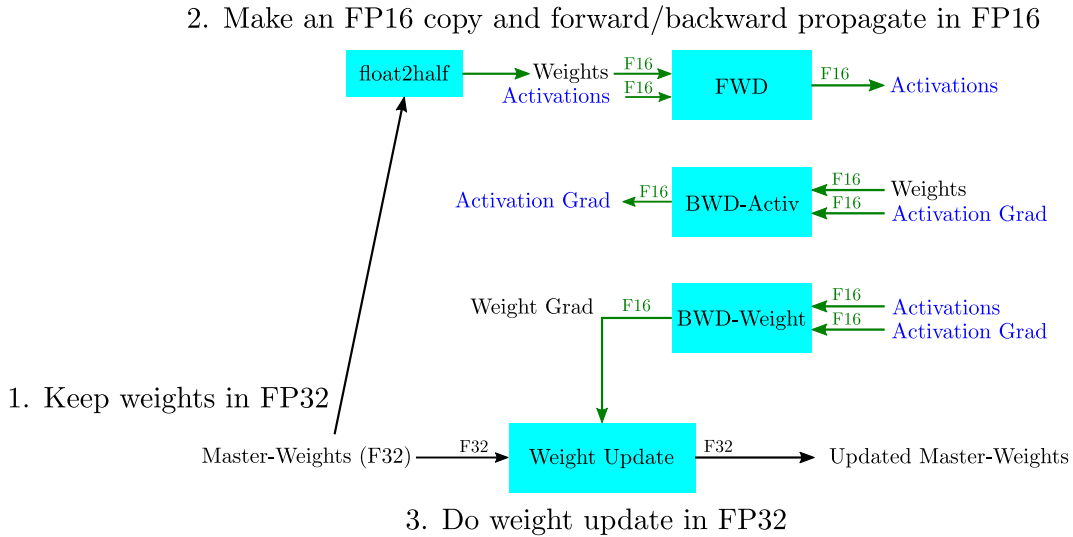 2. Make an FP16 copy and forward/backward propagate in FP16
float2half
Weights
F16
Activations
F16
FWD
F16
Activations
Activation Grad
F16
BWD-Activ
F16
Weights
F16
Activation Grad
Weight Grad
F16
BWD-Weight
F16
Activations
F16
Activation Grad
1. Keep weights in FP32
Master-Weights (F32)
F32
Weight Update
F32
Updated Master-Weights
3. Do weight update in FP32